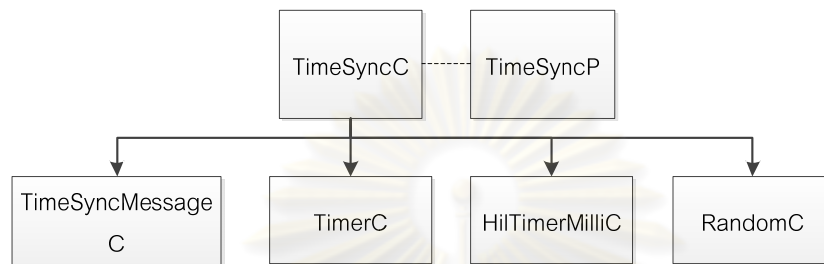 TimeSyncC
TimeSyncP
TimeSyncMessage
C
TimerC
HilTimerMilliC
RandomC